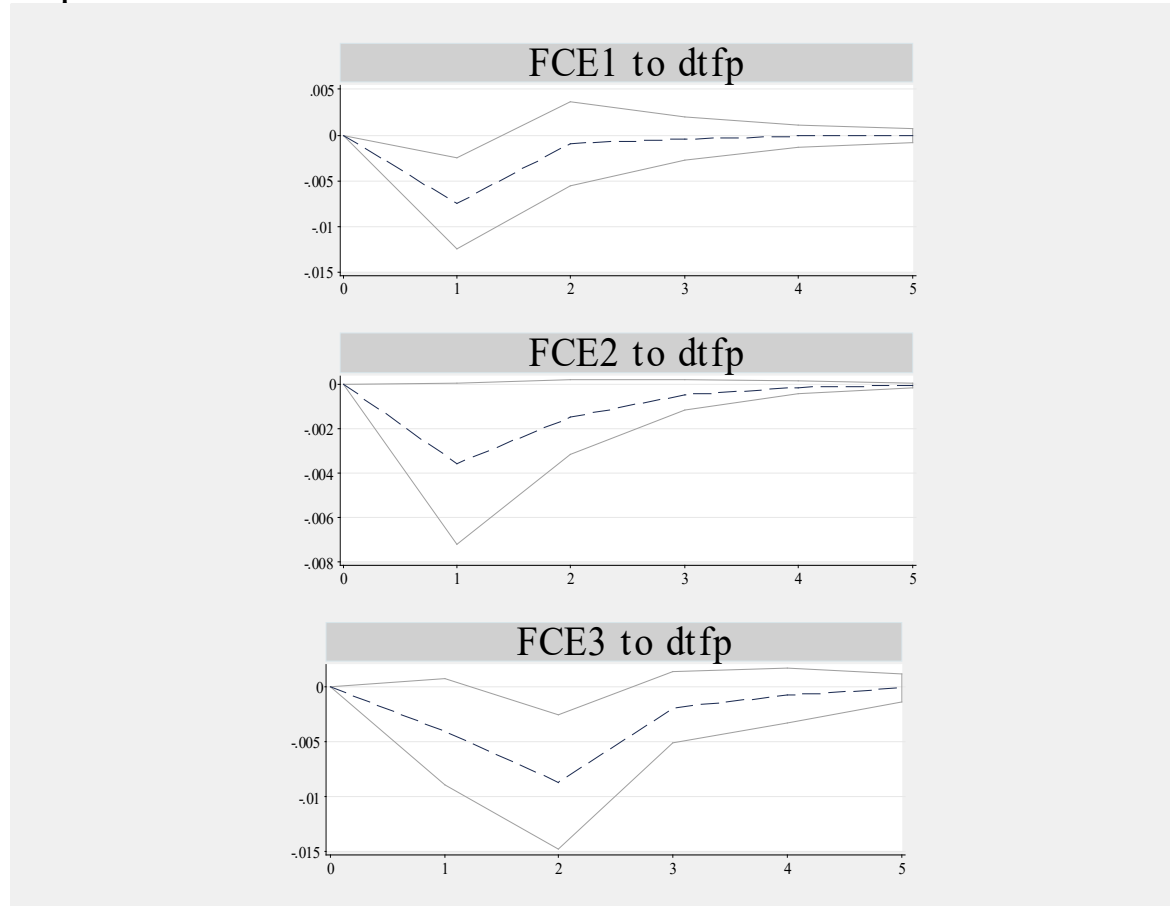 FCE1 to dtfp
.005
0
-.005
-.01
-.015
0 1 2 3 4 5
FCE2 to dtfp
0
-.002
-.004
-.006
-.008
0 1 2 3 4 5
FCE3 to dtfp
0
-.005
-.01
-.015
0 1 2 3 4 5